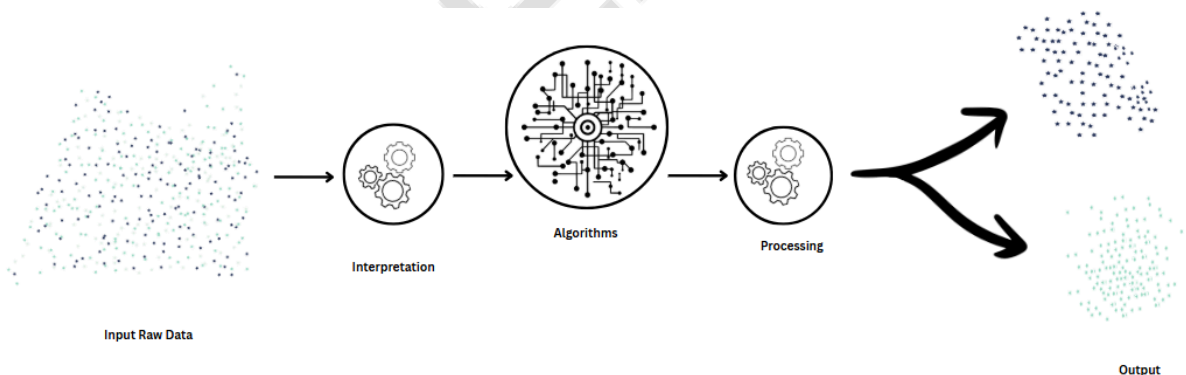 Input Raw Data
Interpretation
Algorithms
Processing
Output